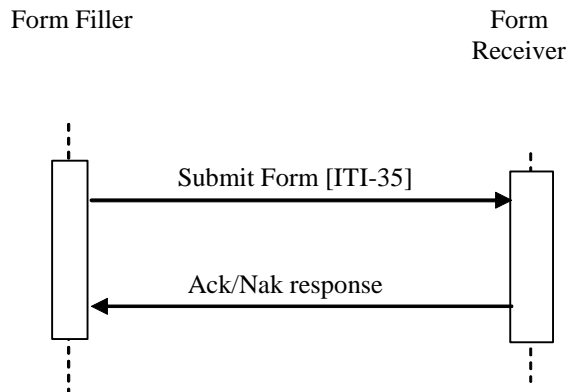 Form Filler
Form
Receiver
Submit Form [ITI-35]
Ack/Nak response